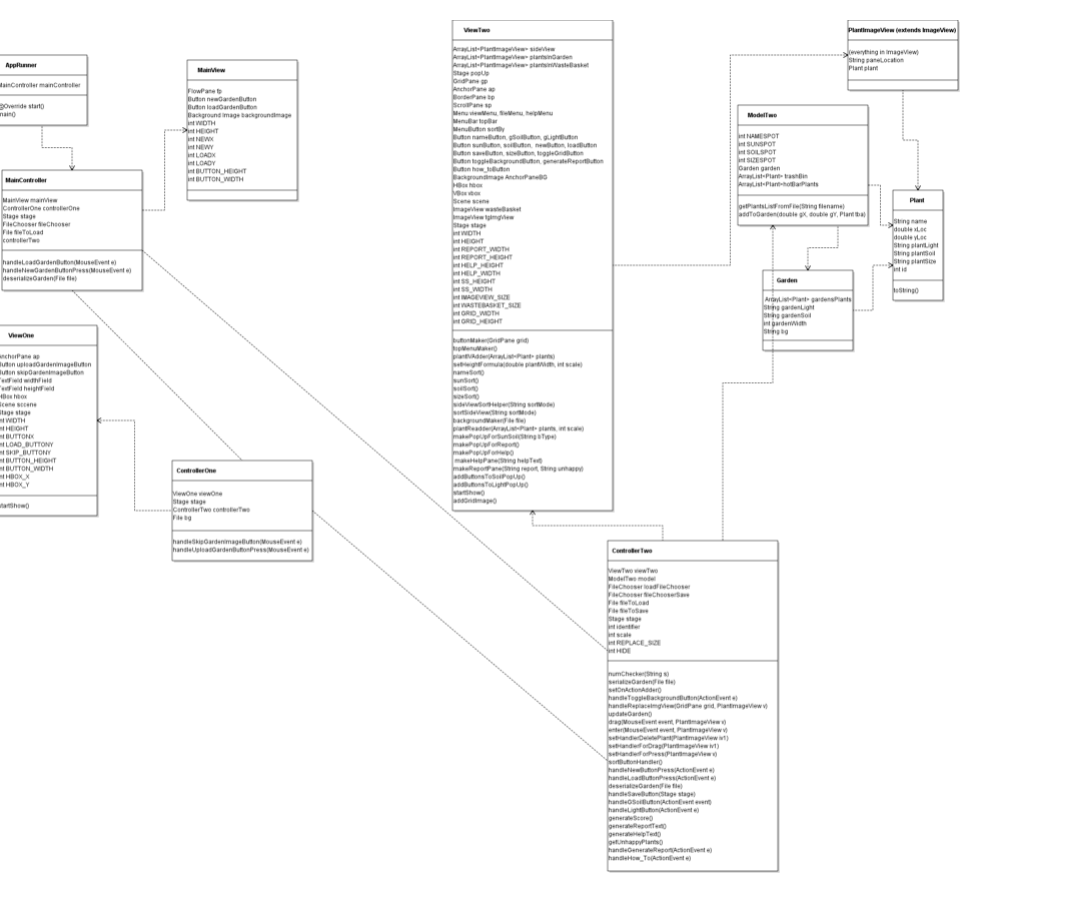 AppRunner
MainController mainController
@Override start()
main()
MainView
FlowPane fp
Button newGardenButton
Button loadGardenButton
Background Image backgroundImage
int WIDTH
int HEIGHT
int NEWX
int NEWY
int LOADX
int LOADY
int BUTTON_HEIGHT
int BUTTON_WIDTH
MainController
MainView mainView
ControllerOne controllerOne
Stage stage
FileChooser fileChooser
File fileToLoad
controllerTwo
handleLoadGardenButton(MouseEvent e)
handleNewGardenButtonPress(MouseEvent e)
deserializeGarden(File file)
ViewOne
AnchorPane ap
Button uploadGardenImageButton
Button skipGardenImageButton
TextField widthField
TextField heightField
HBox hbox
Scene scene
Stage stage
int WIDTH
int HEIGHT
int BUTTONX
int LOAD_BUTTONY
int SKIP_BUTTONY
int BUTTON_HEIGHT
int BUTTON_WIDTH
int HBOX_X
int HBOX_Y
startShow()
ControllerOne
ViewOne viewOne
Stage stage
ControllerTwo controllerTwo
File bg
handleSkipGardenImageButton(MouseEvent e)
handleUploadGardenButtonPress(MouseEvent e)
ViewTwo
ArrayList<PlantImageView> sideView
ArrayList<PlantImageView> plantsInGarden
ArrayList<PlantImageView> plantsInWasteBasket
Stage popUp
GridPane gp
AnchorPane ap
BorderPane bp
ScrollPane sp
Menu viewMenu, fileMenu, helpMenu
MenuBar topBar
MenuButton sortBy
Button nameButton, gSoilButton, gLightButton
Button sunButton, soilButton, newButton, loadButton
Button saveButton, sizeButton, toggleGridButton
Button toggleBackgroundButton, generateReportButton
Button how_toButton
BackgroundImage AnchorPaneBG
HBox hbox
VBox vbox
Scene scene
ImageView wasteBasket
ImageView tpImgView
Stage stage
int WIDTH
int HEIGHT
int REPORT_WIDTH
int REPORT_HEIGHT
int HELP_HEIGHT
int HELP_WIDTH
int SS_HEIGHT
int SS_WIDTH
int IMAGEVIEW_SIZE
int WASTEBASKET_SIZE
int GRID_WIDTH
int GRID_HEIGHT
buttonMaker(GridPane grid)
topMenuMaker()
plantIVAdder(ArrayList<Plant> plants)
setHeightFormula(double plantWidth, int scale)
nameSort()
sunSort()
soilSort()
sizeSort()
sideViewSortHelper(String sortMode)
sortSideView(String sortMode)
backgroundMaker(File file)
plantReadder(ArrayList<Plant> plants, int scale)
makePopUpForSunSoil(String bType)
makePopUpForReport()
makePopUpForHelp()
makeHelpPane(String helpText)
makeReportPane(String report, String unhappy)
addButtonsToSoilPopUp()
addButtonsToLightPopUp()
startShow()
addGridImage()
PlantImageView (extends ImageView)
(everything in ImageView)
String paneLocation
Plant plant
ModelTwo
int NAMESPOT
int SUNSPOT
int SOILSPOT
int SIZESPOT
Garden garden
ArrayList<Plant> trashBin
ArrayList<Plant>hotBarPlants
getPlantsListFromFile(String filename)
addToGarden(double gX, double gY, Plant tba)
Plant
String name
double xLoc
double yLoc
String plantLight
String plantSoil
String plantSize
int id
toString()
Garden
ArrayList<Plant> gardensPlants
String gardenLight
String gardenSoil
int gardenWidth
String bg
ControllerTwo
ViewTwo viewTwo
ModelTwo model
FileChooser loadFileChooser
FileChooser fileChooserSave
File fileToLoad
File fileToSave
Stage stage
int identifier
int scale
int REPLACE_SIZE
int HIDE
numChecker(String s)
serializeGarden(File file)
setOnActionAdder()
handleToggleBackgroundButton(ActionEvent e)
handleReplaceImgView(GridPane grid, PlantImageView v)
updateGarden()
drag(MouseEvent event, PlantImageView v)
enter(MouseEvent event, PlantImageView v)
setHandlerDeletePlant(PlantImageView iv1)
setHandlerForDrag(PlantImageView iv1)
setHandlerForPress(PlantImageView v)
sortButtonHandler()
handleNewButtonPress(ActionEvent e)
handleLoadButtonPress(ActionEvent e)
deserializeGarden(File file)
handleSaveButton(Stage stage)
handleGSoilButton(ActionEvent event)
handleLightButton(ActionEvent e)
generateScore()
generateReportText()
generateHelpText()
getUnhappyPlants()
handleGenerateReport(ActionEvent e)
handleHow_To(ActionEvent e)